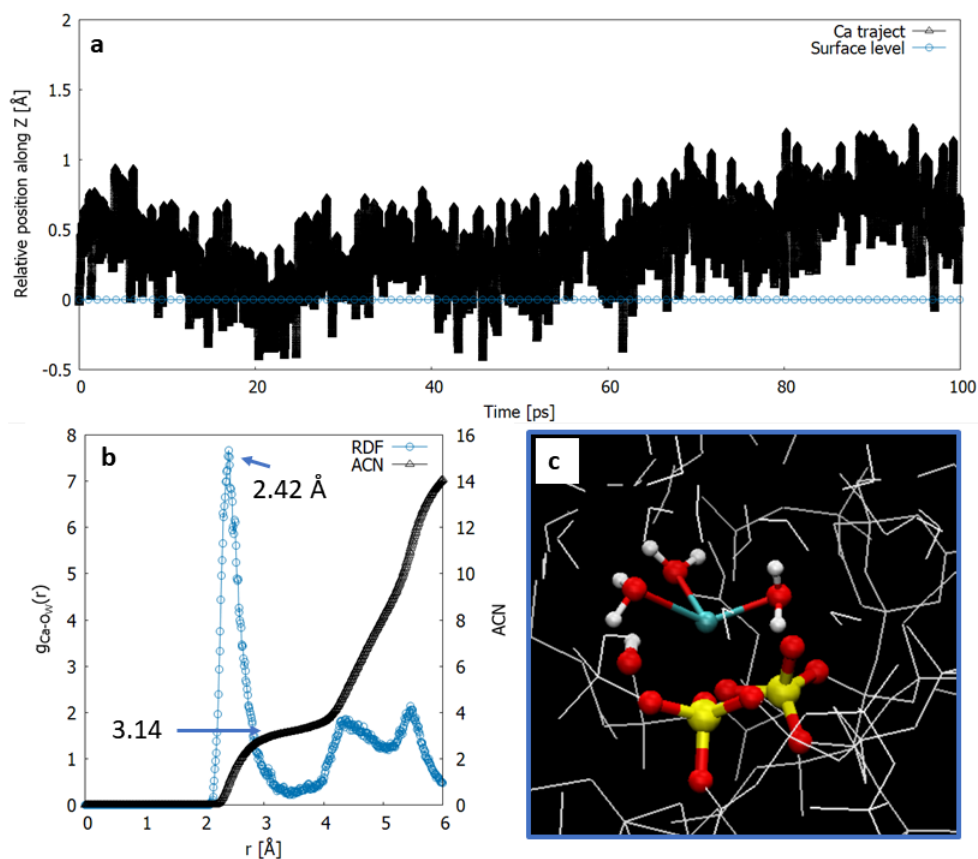 a
Ca traject
Surface level
Relative position along Z [Å]
2
1.5
1
0.5
0
-0.5
0 20 40 60 80 100
Time [ps]
b
RDF
ACN
2.42 Å
3.14
gCa-Ow(r)
8
7
6
5
4
3
2
1
0
ACN
16
14
12
10
8
6
4
2
0
0 1 2 3 4 5 6
r [Å]
c